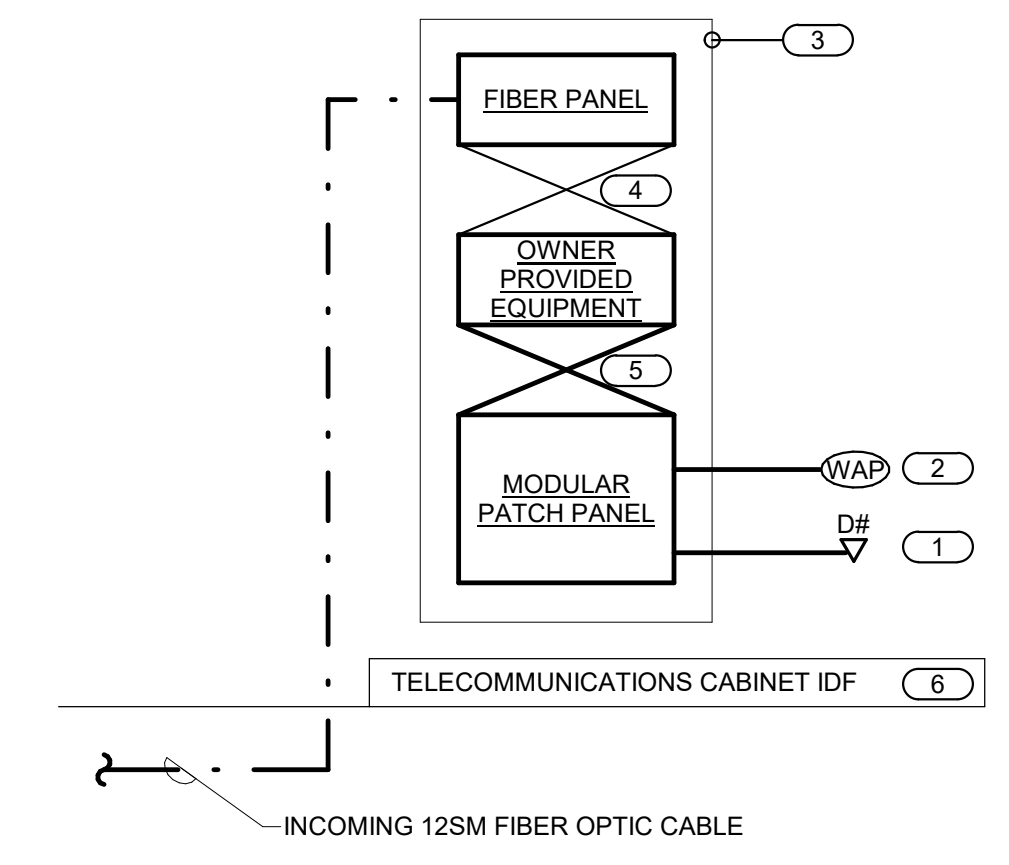 3
FIBER PANEL
4
OWNER
PROVIDED
EQUIPMENT
5
MODULAR
PATCH PANEL
WAP 2
D#
1
TELECOMMUNICATIONS CABINET IDF 6
INCOMING 12SM FIBER OPTIC CABLE